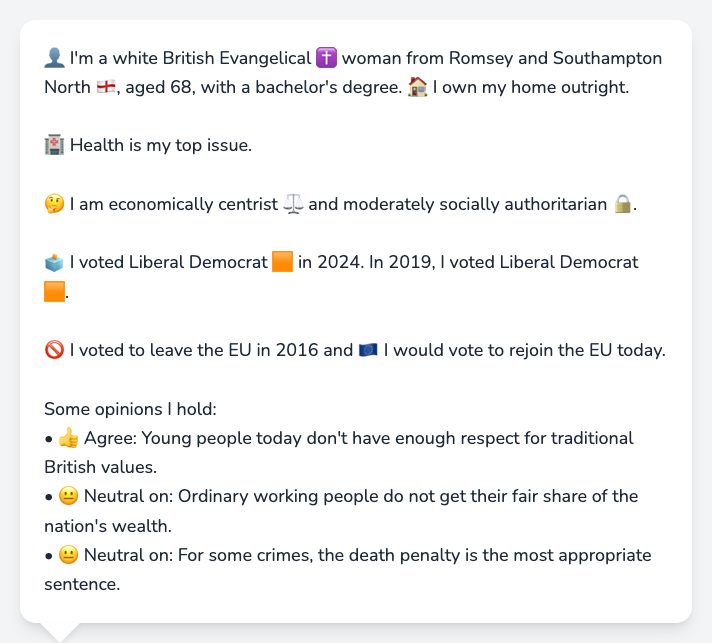 👤 I'm a white British Evangelical ✝️ woman from Romsey and Southampton
North 🏴󠁧󠁢󠁥󠁮󠁧󠁿, aged 68, with a bachelor's degree. 🏠 I own my home outright.
🏥 Health is my top issue.
🤔 I am economically centrist ⚖️ and moderately socially authoritarian 🔒.
🗳️ I voted Liberal Democrat 🟧 in 2024. In 2019, I voted Liberal Democrat
🟧.
🚫 I voted to leave the EU in 2016 and 🇪🇺 I would vote to rejoin the EU today.
Some opinions I hold:
• 👍 Agree: Young people today don't have enough respect for traditional
British values.
• 😐 Neutral on: Ordinary working people do not get their fair share of the
nation's wealth.
• 😐 Neutral on: For some crimes, the death penalty is the most appropriate
sentence.